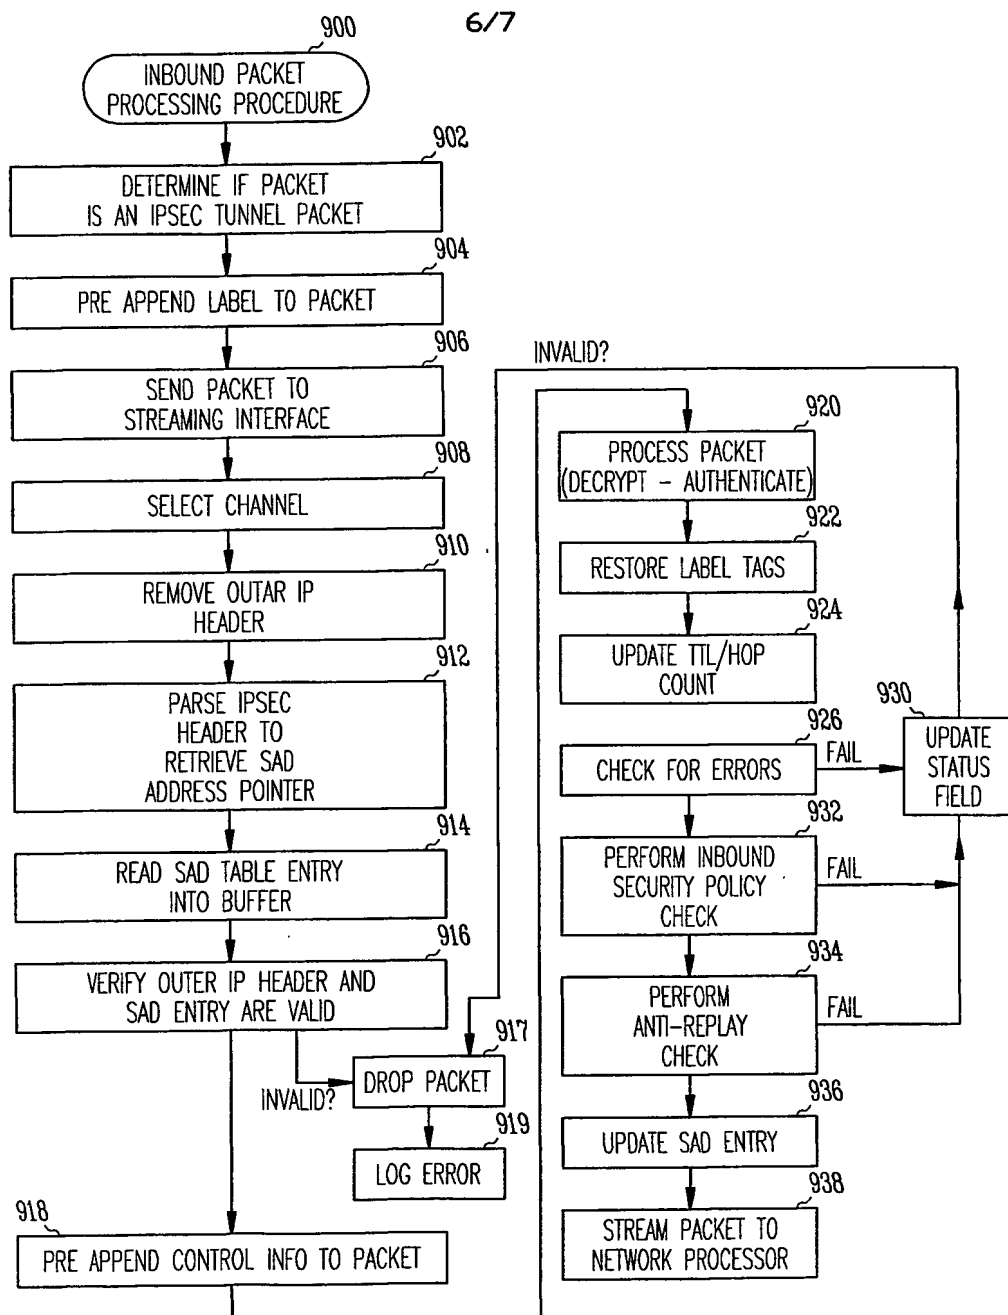 6/7
900
INBOUND PACKET
PROCESSING PROCEDURE
902
DETERMINE IF PACKET
IS AN IPSEC TUNNEL PACKET
904
PRE APPEND LABEL TO PACKET
906
SEND PACKET TO
STREAMING INTERFACE
908
SELECT CHANNEL
910
REMOVE OUTAR IP
HEADER
912
PARSE IPSEC
HEADER TO
RETRIEVE SAD
ADDRESS POINTER
914
READ SAD TABLE ENTRY
INTO BUFFER
916
VERIFY OUTER IP HEADER AND
SAD ENTRY ARE VALID
INVALID?
917
DROP PACKET
919
LOG ERROR
918
PRE APPEND CONTROL INFO TO PACKET
INVALID?
920
PROCESS PACKET
(DECRYPT - AUTHENTICATE)
922
RESTORE LABEL TAGS
924
UPDATE TTL/HOP
COUNT
926
CHECK FOR ERRORS
FAIL
930
UPDATE
STATUS
FIELD
932
PERFORM INBOUND
SECURITY POLICY
CHECK
FAIL
934
PERFORM
ANTI-REPLAY
CHECK
FAIL
936
UPDATE SAD ENTRY
938
STREAM PACKET TO
NETWORK PROCESSOR